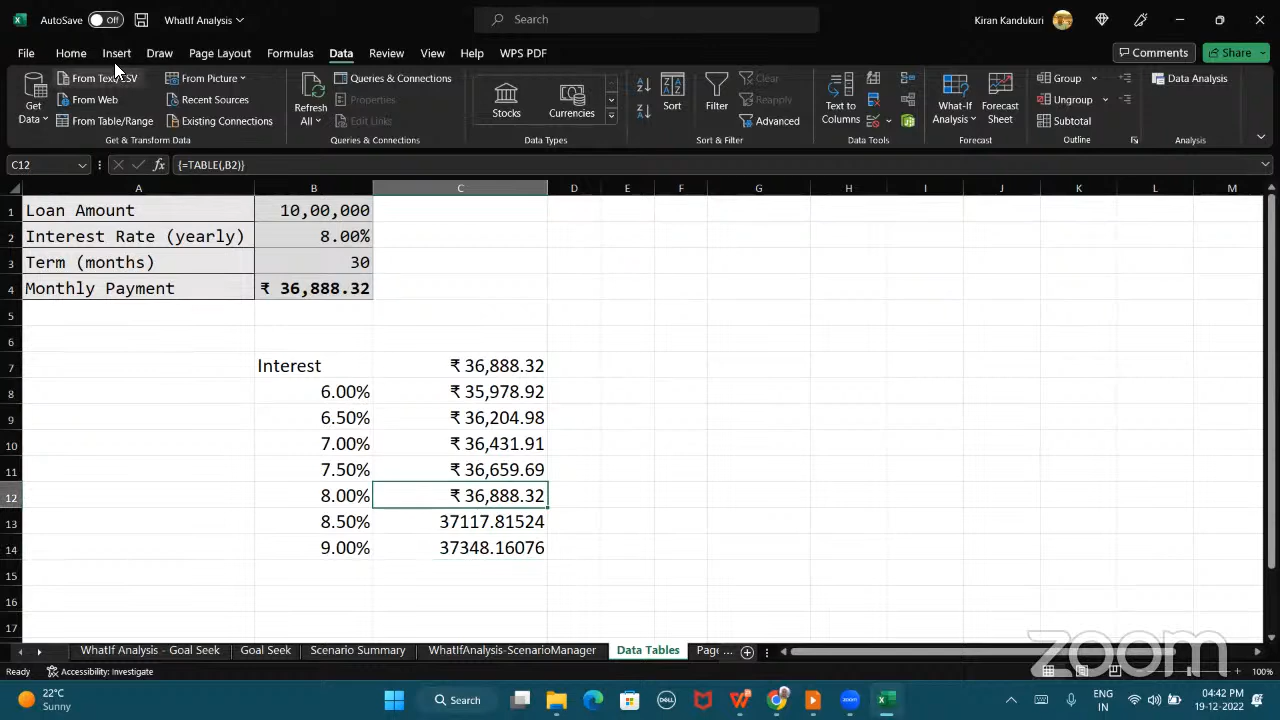 AutoSave Off WhatIf Analysis Search Kiran Kandukuri
File Home Insert Draw Page Layout Formulas Data Review View Help WPS PDF Comments Share
Get Data
From Text/CSV
From Web
From Table/Range
From Picture
Recent Sources
Existing Connections
Get & Transform Data
Refresh All
Queries & Connections
Properties
Edit Links
Queries & Connections
Stocks
Currencies
Data Types
Sort
Filter
Clear
Reapply
Advanced
Sort & Filter
Text to Columns
Data Tools
What-If Analysis
Forecast Sheet
Forecast
Group
Ungroup
Subtotal
Outline
Data Analysis
Analysis
C12 fx {=TABLE(,B2)}
A B C D E F G H I J K L M
1 Loan Amount 10,00,000
2 Interest Rate (yearly) 8.00%
3 Term (months) 30
4 Monthly Payment ₹ 36,888.32
5
6
7 Interest ₹ 36,888.32
8 6.00% ₹ 35,978.92
9 6.50% ₹ 36,204.98
10 7.00% ₹ 36,431.91
11 7.50% ₹ 36,659.69
12 8.00% ₹ 36,888.32
13 8.50% 37117.81524
14 9.00% 37348.16076
15
16
17
zoom
WhatIf Analysis - Goal Seek Goal Seek Scenario Summary WhatIfAnalysis-ScenarioManager Data Tables Page ...
Ready Accessibility: Investigate 100%
22°C
Sunny
Search
DELL
zoom
ENG
IN
04:42 PM
19-12-2022